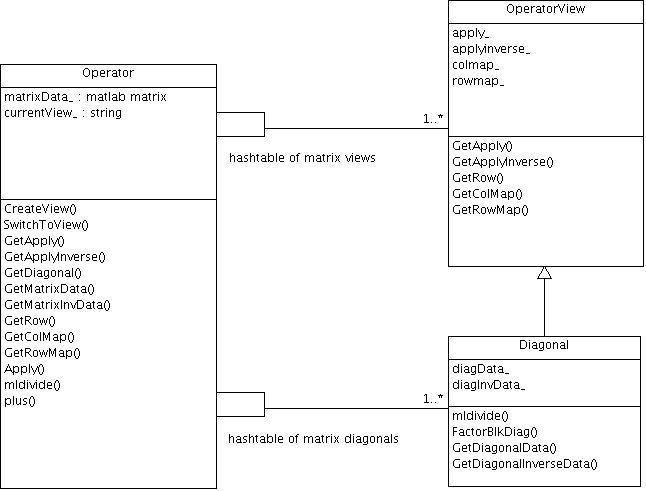 Operator
matrixData_ : matlab matrix
currentView_ : string
CreateView()
SwitchToView()
GetApply()
GetApplyInverse()
GetDiagonal()
GetMatrixData()
GetMatrixInvData()
GetRow()
GetColMap()
GetRowMap()
Apply()
mldivide()
plus()
1..*
hashtable of matrix views
OperatorView
apply_
applyinverse_
colmap_
rowmap_
GetApply()
GetApplyInverse()
GetRow()
GetColMap()
GetRowMap()
1..*
hashtable of matrix diagonals
Diagonal
diagData_
diagInvData_
mldivide()
FactorBlkDiag()
GetDiagonalData()
GetDiagonalInverseData()